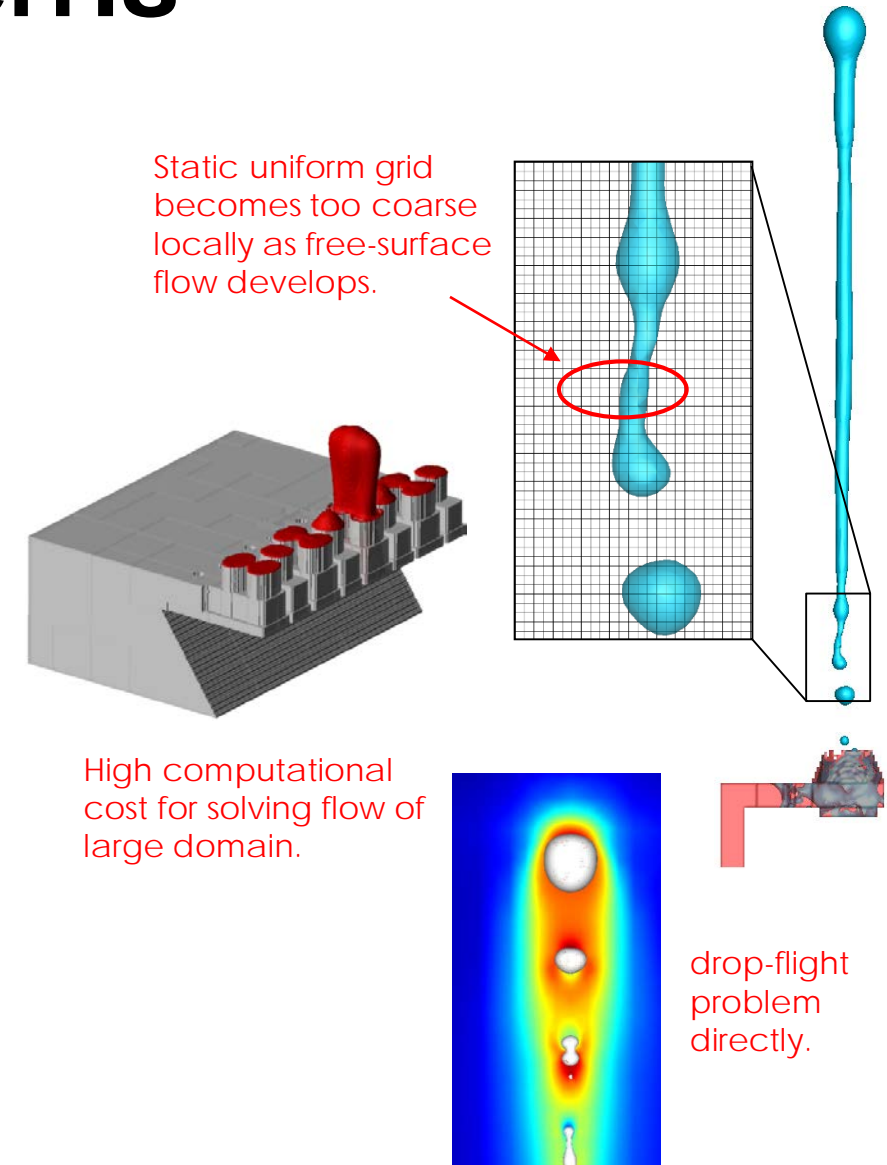 Static uniform grid
becomes too coarse
locally as free-surface
flow develops.
High computational
cost for solving flow of
large domain.
drop-flight
problem
directly.